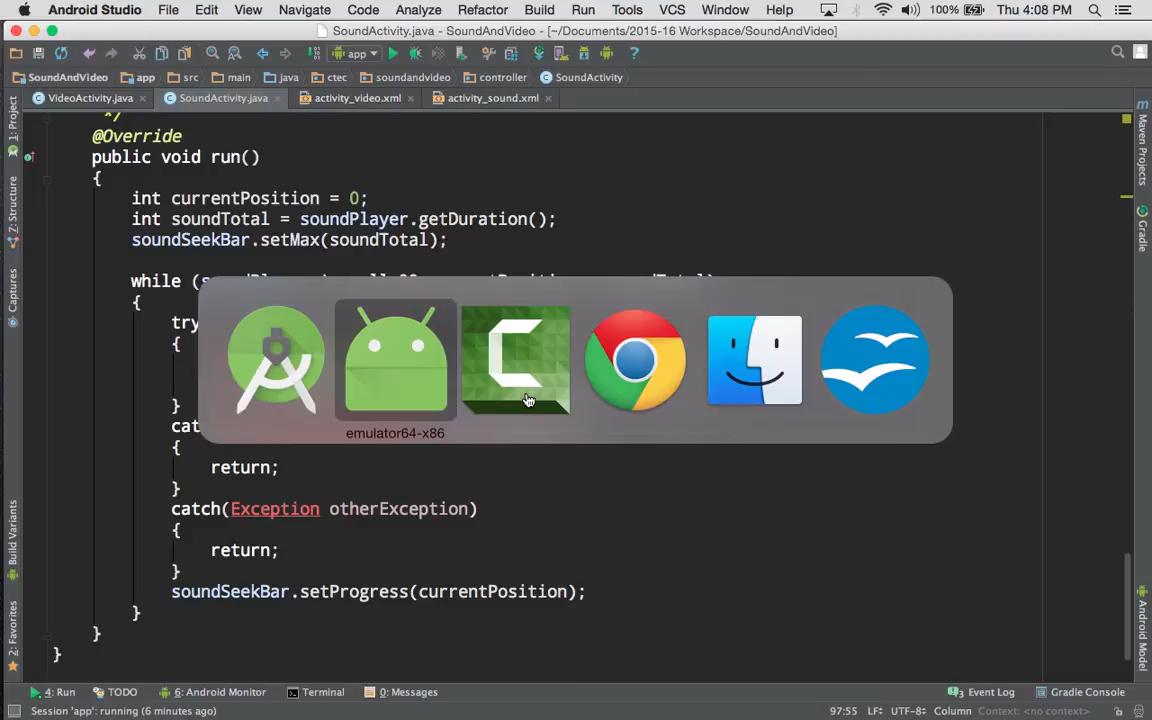 Android Studio File Edit View Navigate Code Analyze Refactor Build Run Tools VCS Window Help 100% Thu 4:08 PM
SoundActivity.java - SoundAndVideo - [~/Documents/2015-16 Workspace/SoundAndVideo]
app
SoundAndVideo app src main java ctec soundandvideo controller SoundActivity
VideoActivity.java SoundActivity.java activity_video.xml activity_sound.xml
1: Project
Z: Structure
Captures
Build Variants
2: Favorites
Maven Projects
Gradle
Android Model
*/
@Override
public void run()
{
int currentPosition = 0;
int soundTotal = soundPlayer.getDuration();
soundSeekBar.setMax(soundTotal);
while (
{
try
{
}
cat
{
return;
}
catch(Exception otherException)
{
return;
}
soundSeekBar.setProgress(currentPosition);
}
}
}
emulator64-x86
4: Run TODO 6: Android Monitor Terminal 0: Messages Event Log Gradle Console
Session 'app': running (6 minutes ago) 97:55 LF÷ UTF-8÷ Column Context: <no context>